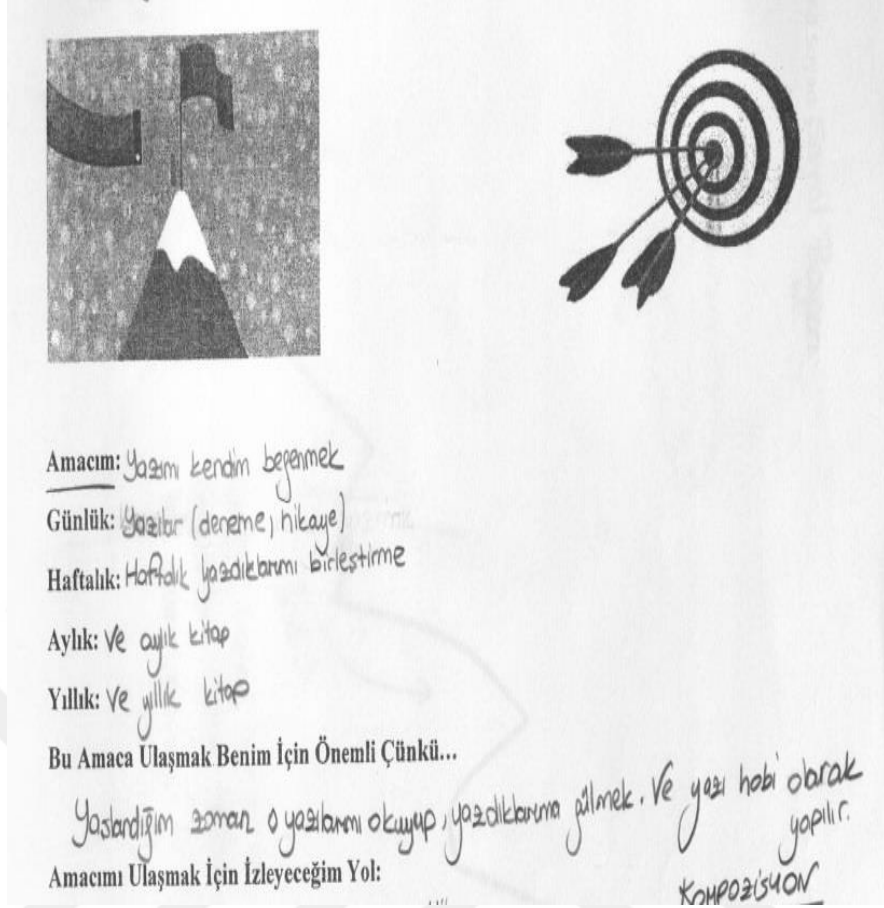 Amacım: Yazımı kendim beğenmek
Günlük: Yazılar (deneme, hikaye)
Haftalık: Haftalık yazdıklarımı birleştirme
Aylık: Ve aylık kitap
Yıllık: Ve yıllık kitap
Bu Amaca Ulaşmak Benim İçin Önemli Çünkü...
Yaslandığım zaman o yazılarımı okuyup, yazdıklarıma gülmek. Ve yazı hobi olarak
yapılır.
Amacımı Ulaşmak İçin İzleyeceğim Yol:
KOMPOZİSYON